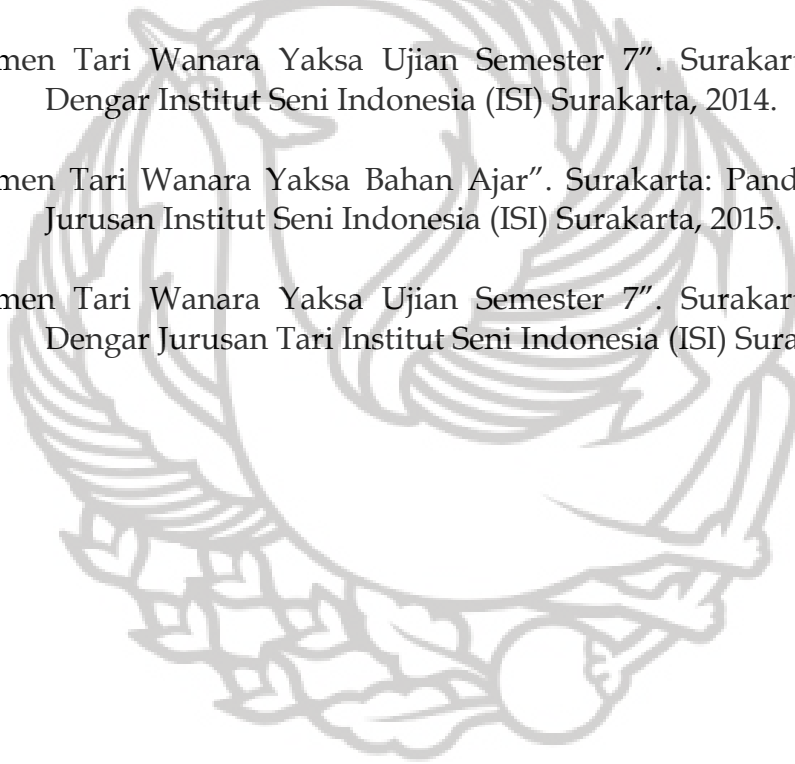 men Tari Wanara Yaksa Ujian Semester 7”. Surakart
Dengar Institut Seni Indonesia (ISI) Surakarta, 2014.
men Tari Wanara Yaksa Bahan Ajar”. Surakarta: Pand
Jurusan Institut Seni Indonesia (ISI) Surakarta, 2015.
men Tari Wanara Yaksa Ujian Semester 7”. Surakart
Dengar Jurusan Tari Institut Seni Indonesia (ISI) Sura